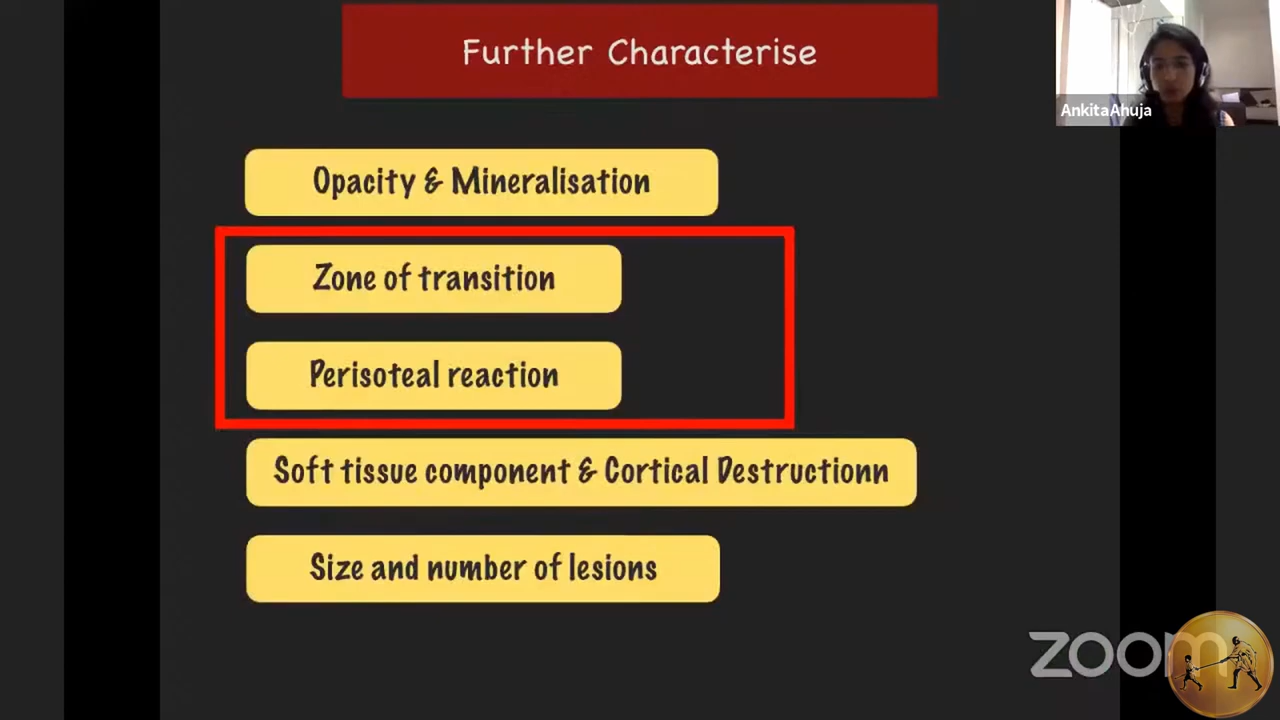 Further Characterise
AnkitaAhuja
Opacity & Mineralisation
Zone of transition
Perisoteal reaction
Soft tissue component & Cortical Destructionn
Size and number of lesions
zoom